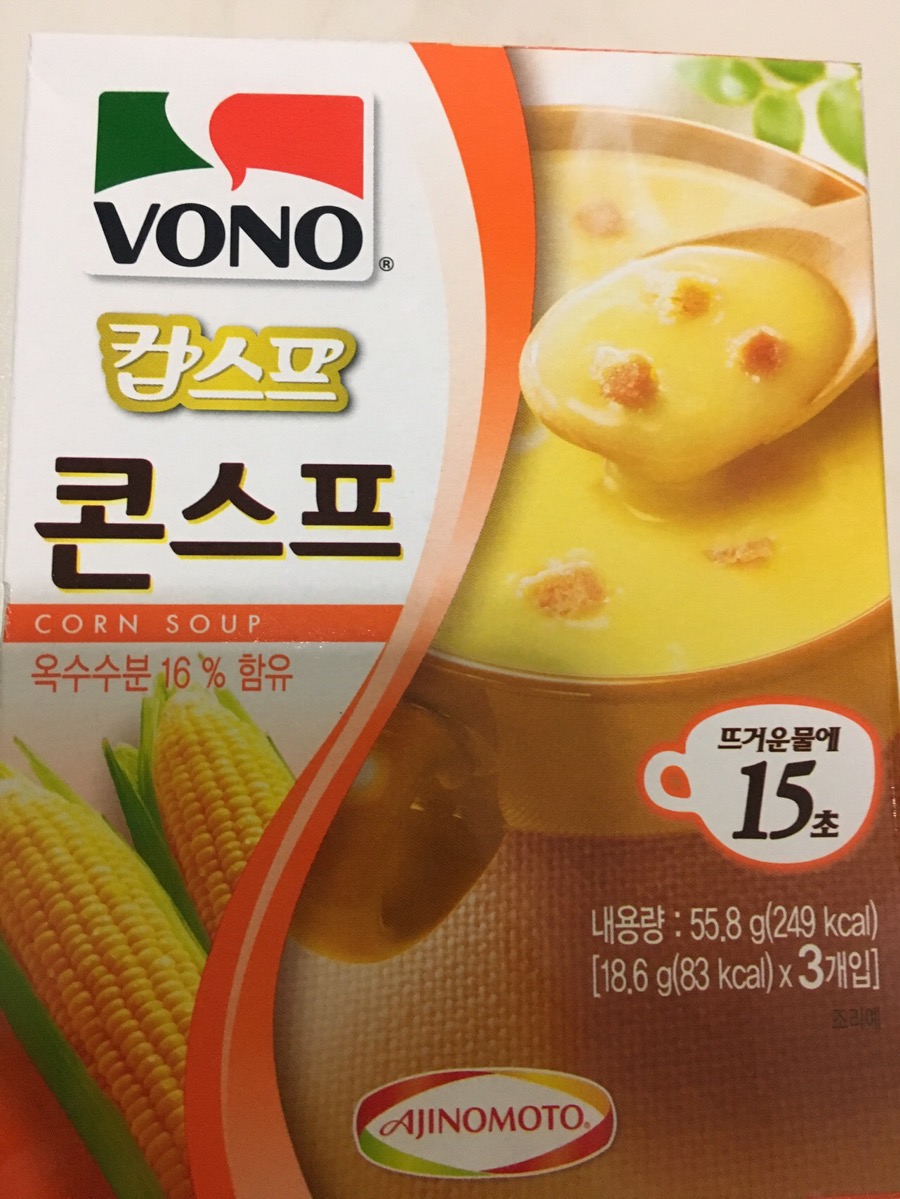 VONO®
컵스프
콘스프
CORN SOUP
옥수수분 16 % 함유
뜨거운물에
15초
내용량 : 55.8 g(249 kcal)
[18.6 g(83 kcal) x 3개입]
조리예
AJINOMOTO®